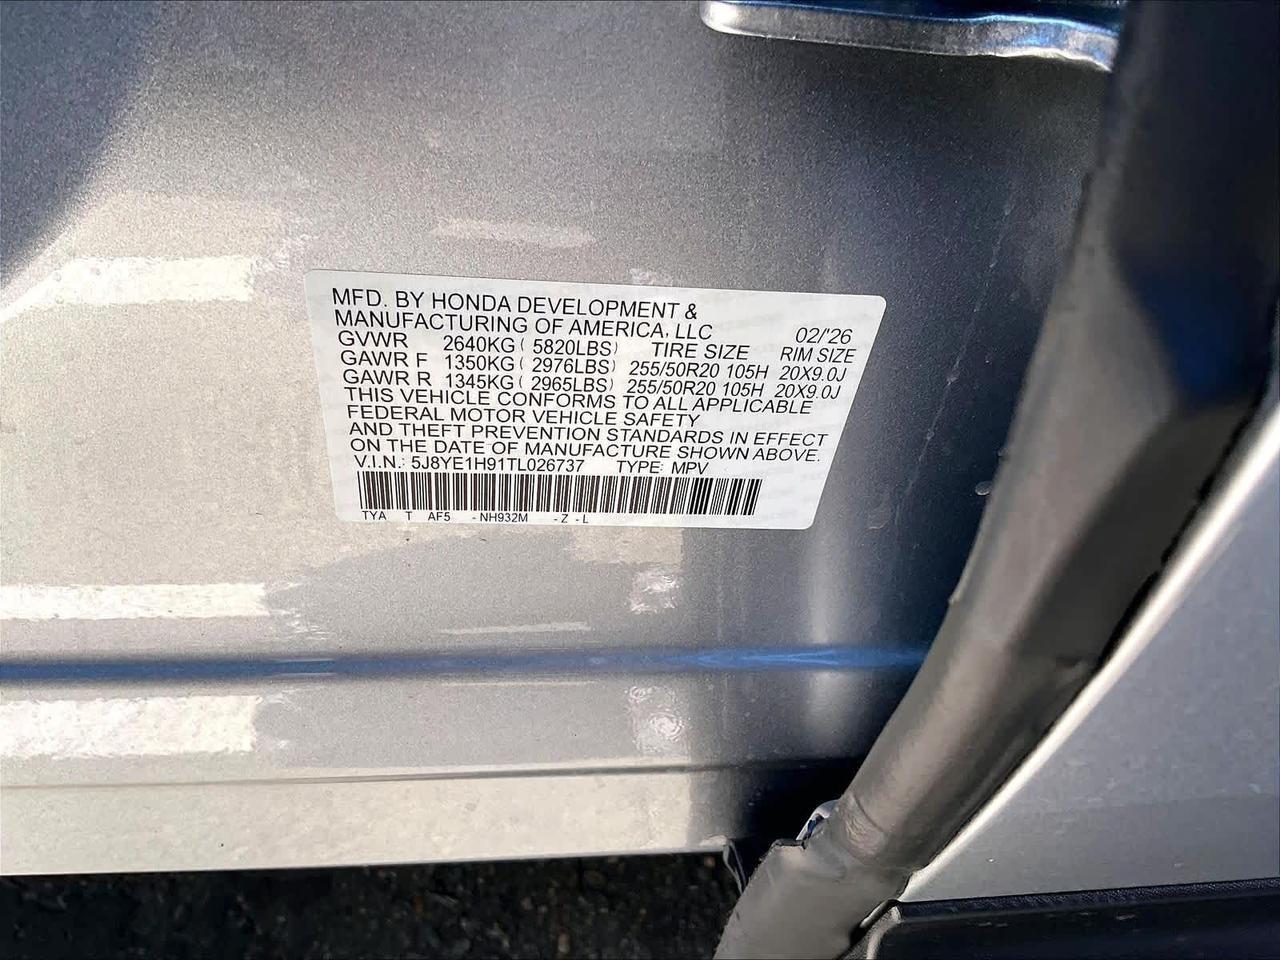 MFD. BY HONDA DEVELOPMENT &
MANUFACTURING OF AMERICA, LLC 02/'26
GVWR 2640KG ( 5820LBS) TIRE SIZE RIM SIZE
GAWR F 1350KG ( 2976LBS) 255/50R20 105H 20X9.0J
GAWR R 1345KG ( 2965LBS) 255/50R20 105H 20X9.0J
THIS VEHICLE CONFORMS TO ALL APPLICABLE
FEDERAL MOTOR VEHICLE SAFETY
AND THEFT PREVENTION STANDARDS IN EFFECT
ON THE DATE OF MANUFACTURE SHOWN ABOVE.
V.I.N.: 5J8YE1H91TL026737 TYPE: MPV
TYA T AF5 - NH932M - Z - L